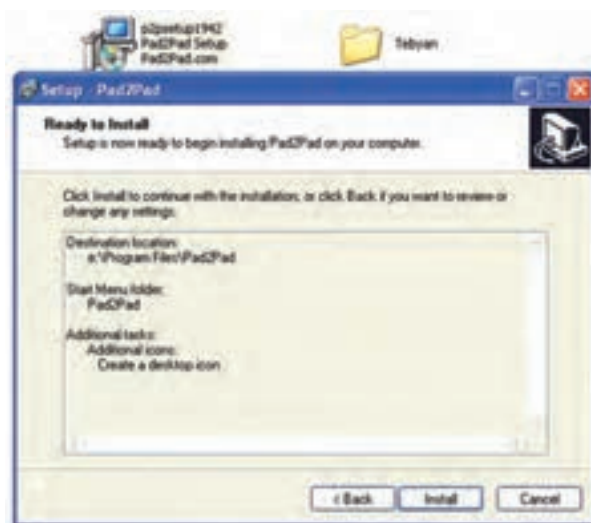 p2psetup1942
Pad2Pad Setup
Pad2Pad.com
Tebyan
Setup - Pad2Pad
Ready to Install
Setup is now ready to begin installing Pad2Pad on your computer.
Click Install to continue with the installation, or click Back if you want to review or
change any settings.
Destination location:
e:\Program Files\Pad2Pad
Start Menu folder:
Pad2Pad
Additional tasks:
Additional icons:
Create a desktop icon
< Back
Install
Cancel